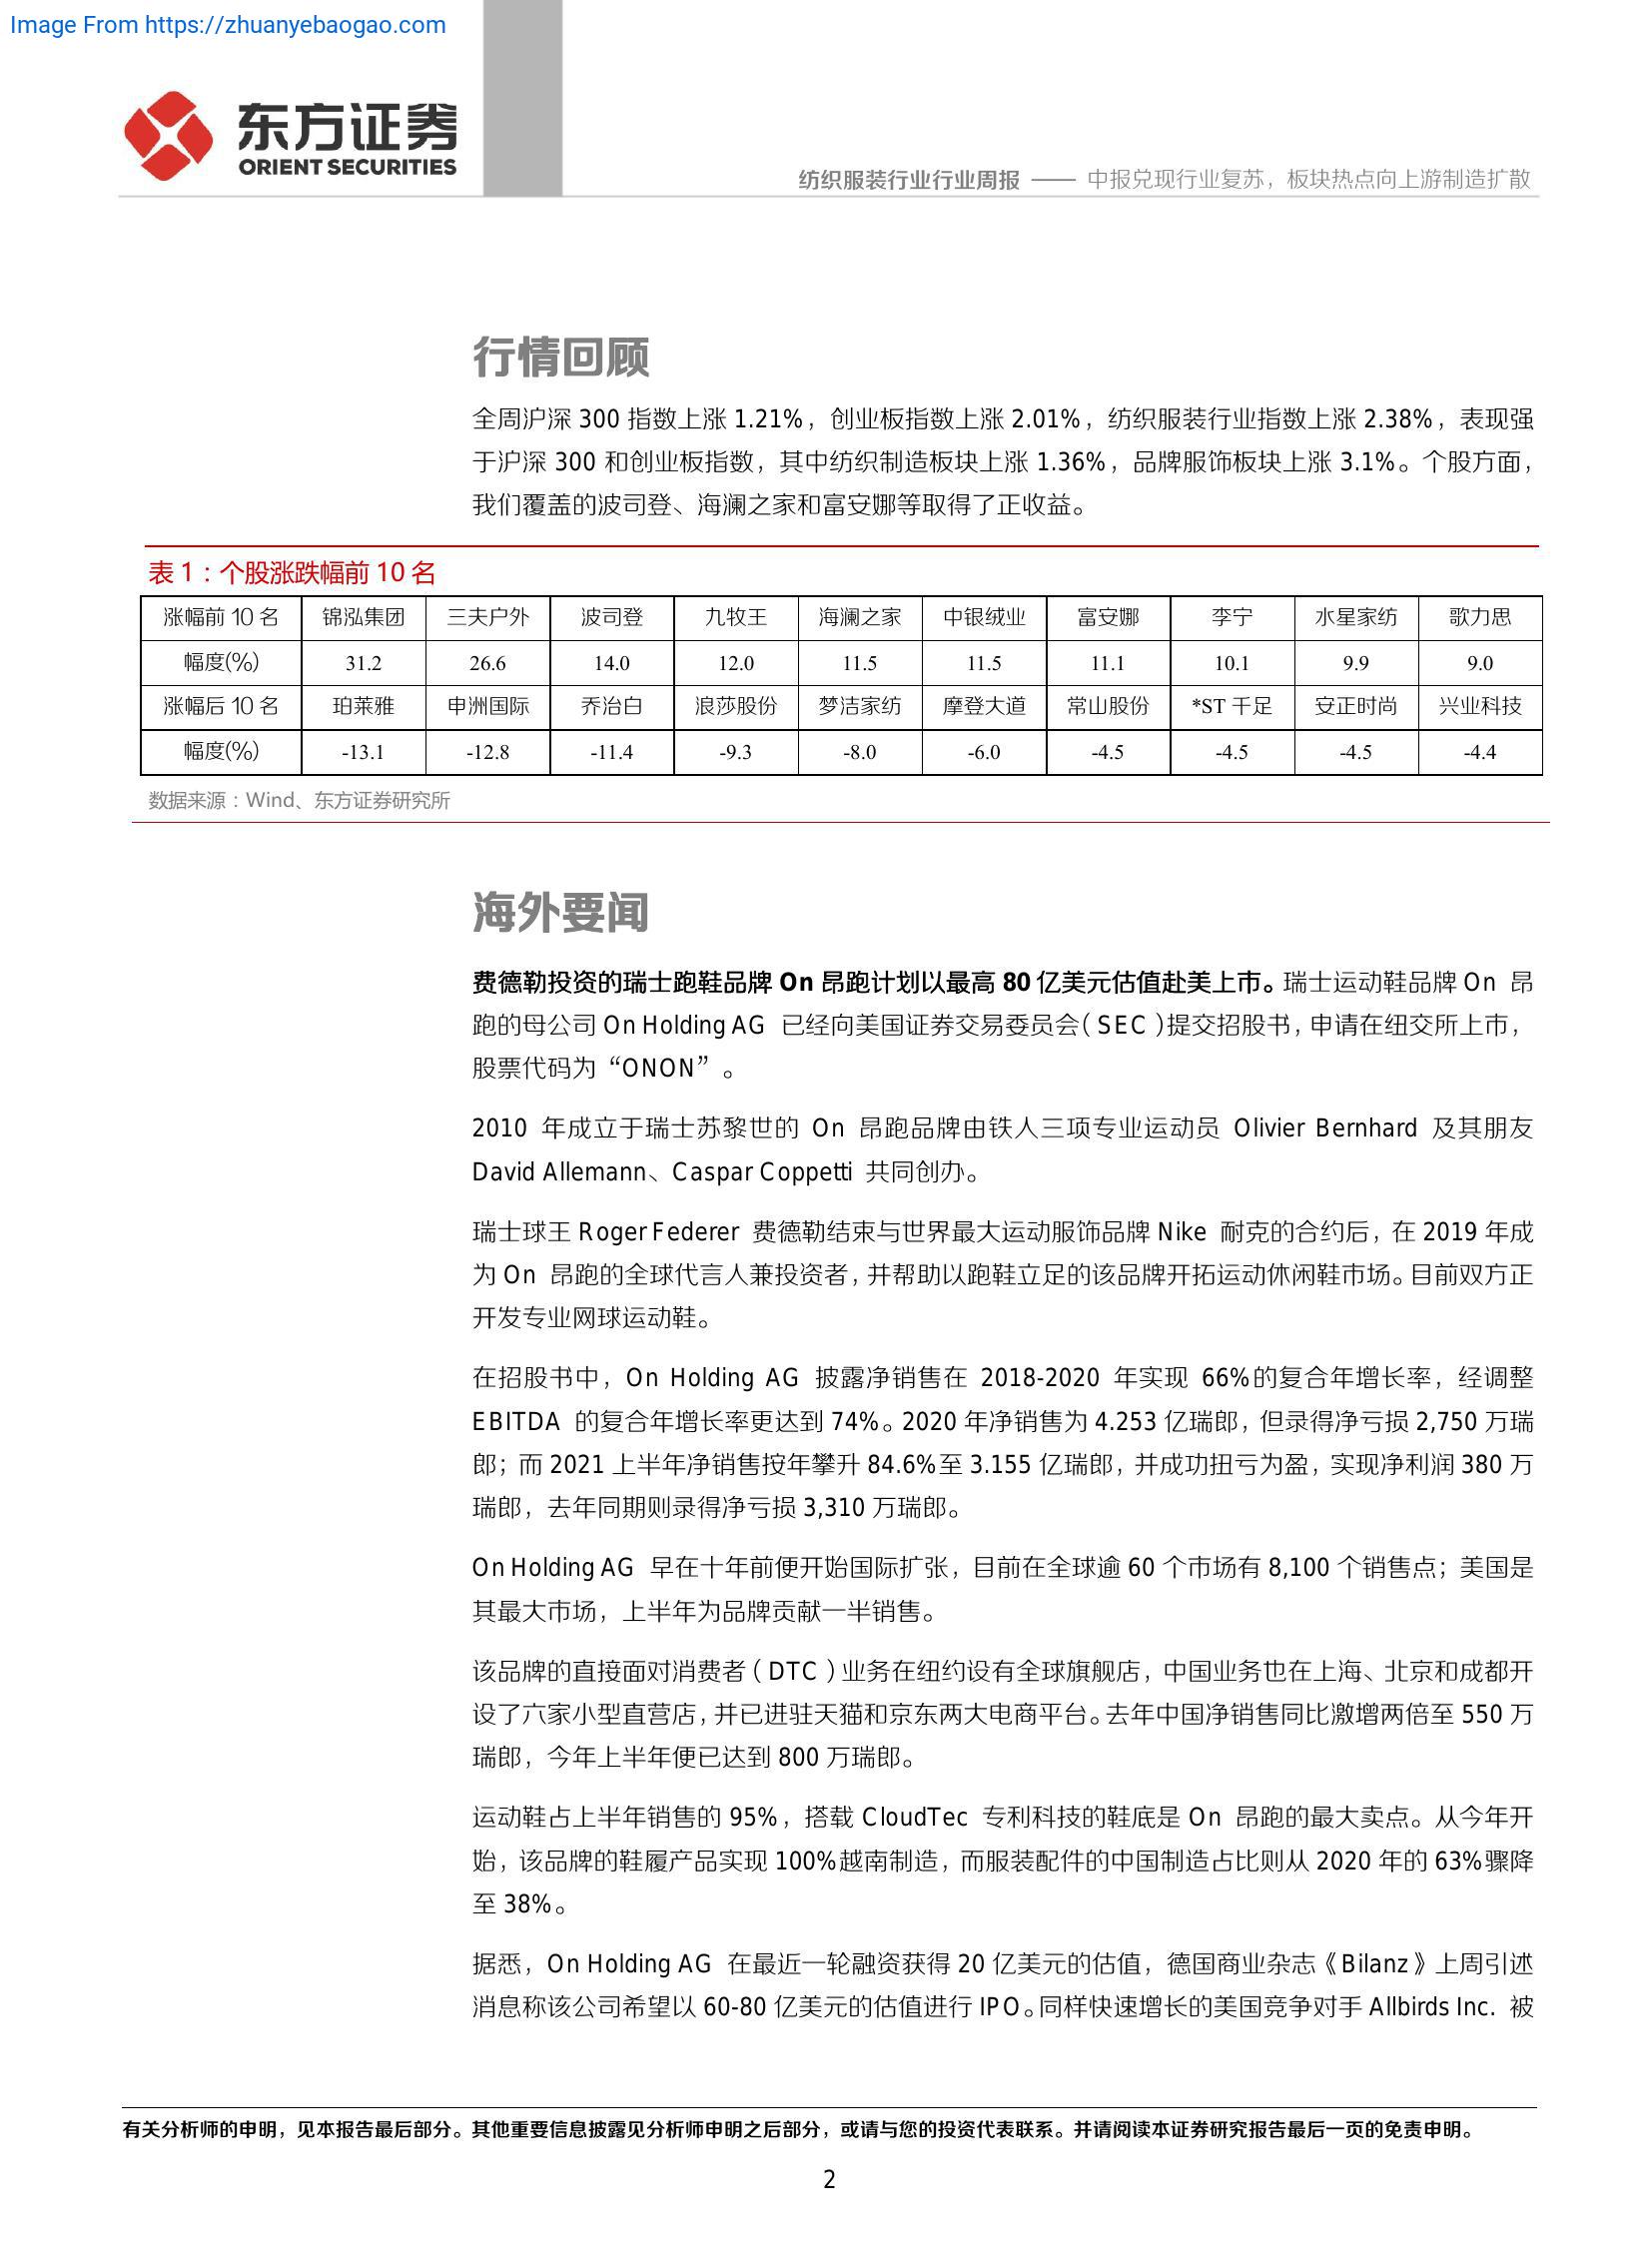 Image From https://zhuanyebaogao.com
东方证券
ORIENT SECURITIES
纺织服装行业行业周报 —— 中报兑现行业复苏，板块热点向上游制造扩散
行情回顾
全周沪深 300 指数上涨 1.21%，创业板指数上涨 2.01%，纺织服装行业指数上涨 2.38%，表现强
于沪深 300 和创业板指数，其中纺织制造板块上涨 1.36%，品牌服饰板块上涨 3.1%。个股方面，
我们覆盖的波司登、海澜之家和富安娜等取得了正收益。
表 1：个股涨跌幅前 10 名
涨幅前 10 名 锦泓集团 三夫户外 波司登 九牧王 海澜之家 中银绒业 富安娜 李宁 水星家纺 歌力思
幅度(%) 31.2 26.6 14.0 12.0 11.5 11.5 11.1 10.1 9.9 9.0
涨幅后 10 名 珀莱雅 申洲国际 乔治白 浪莎股份 梦洁家纺 摩登大道 常山股份 *ST 千足 安正时尚 兴业科技
幅度(%) -13.1 -12.8 -11.4 -9.3 -8.0 -6.0 -4.5 -4.5 -4.5 -4.4
数据来源：Wind、东方证券研究所
海外要闻
费德勒投资的瑞士跑鞋品牌 On 昂跑计划以最高 80 亿美元估值赴美上市。瑞士运动鞋品牌 On 昂
跑的母公司 On Holding AG 已经向美国证券交易委员会（SEC）提交招股书，申请在纽交所上市，
股票代码为“ONON”。
2010 年成立于瑞士苏黎世的 On 昂跑品牌由铁人三项专业运动员 Olivier Bernhard 及其朋友
David Allemann、Caspar Coppetti 共同创办。
瑞士球王 Roger Federer 费德勒结束与世界最大运动服饰品牌 Nike 耐克的合约后，在 2019 年成
为 On 昂跑的全球代言人兼投资者，并帮助以跑鞋立足的该品牌开拓运动休闲鞋市场。目前双方正
开发专业网球运动鞋。
在招股书中，On Holding AG 披露净销售在 2018-2020 年实现 66%的复合年增长率，经调整
EBITDA 的复合年增长率更达到 74%。2020 年净销售为 4.253 亿瑞郎，但录得净亏损 2,750 万瑞
郎；而 2021 上半年净销售按年攀升 84.6%至 3.155 亿瑞郎，并成功扭亏为盈，实现净利润 380 万
瑞郎，去年同期则录得净亏损 3,310 万瑞郎。
On Holding AG 早在十年前便开始国际扩张，目前在全球逾 60 个市场有 8,100 个销售点；美国是
其最大市场，上半年为品牌贡献一半销售。
该品牌的直接面对消费者（DTC）业务在纽约设有全球旗舰店，中国业务也在上海、北京和成都开
设了六家小型直营店，并已进驻天猫和京东两大电商平台。去年中国净销售同比激增两倍至 550 万
瑞郎，今年上半年便已达到 800 万瑞郎。
运动鞋占上半年销售的 95%，搭载 CloudTec 专利科技的鞋底是 On 昂跑的最大卖点。从今年开
始，该品牌的鞋履产品实现 100%越南制造，而服装配件的中国制造占比则从 2020 年的 63%骤降
至 38%。
据悉，On Holding AG 在最近一轮融资获得 20 亿美元的估值，德国商业杂志《Bilanz》上周引述
消息称该公司希望以 60-80 亿美元的估值进行 IPO。同样快速增长的美国竞争对手 Allbirds Inc. 被
有关分析师的申明，见本报告最后部分。其他重要信息披露见分析师申明之后部分，或请与您的投资代表联系。并请阅读本证券研究报告最后一页的免责申明。
2